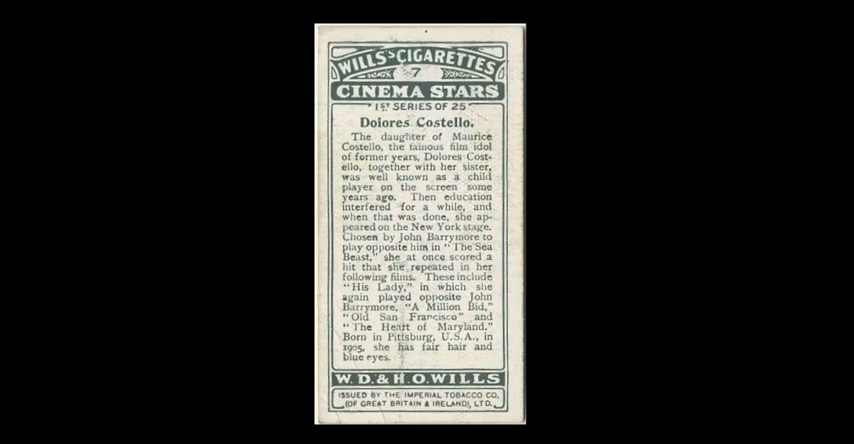 WILLS'S CIGARETTES
7
CINEMA STARS
1ST SERIES OF 25
Dolores Costello.
The daughter of Maurice
Costello, the famous film idol
of former years, Dolores Cost-
ello, together with her sister,
was well known as a child
player on the screen some
years ago. Then education
interfered for a while, and
when that was done, she ap-
peared on the New York stage.
Chosen by John Barrymore to
play opposite him in "The Sea
Beast," she at once scored a
hit that she repeated in her
following films. These include
"His Lady," in which she
again played opposite John
Barrymore, "A Million Bid,"
"Old San Francisco" and
"The Heart of Maryland."
Born in Pittsburg, U.S.A., in
1905, she has fair hair and
blue eyes.
W.D. & H.O. WILLS
ISSUED BY THE IMPERIAL TOBACCO CO.
(OF GREAT BRITAIN & IRELAND), LTD.